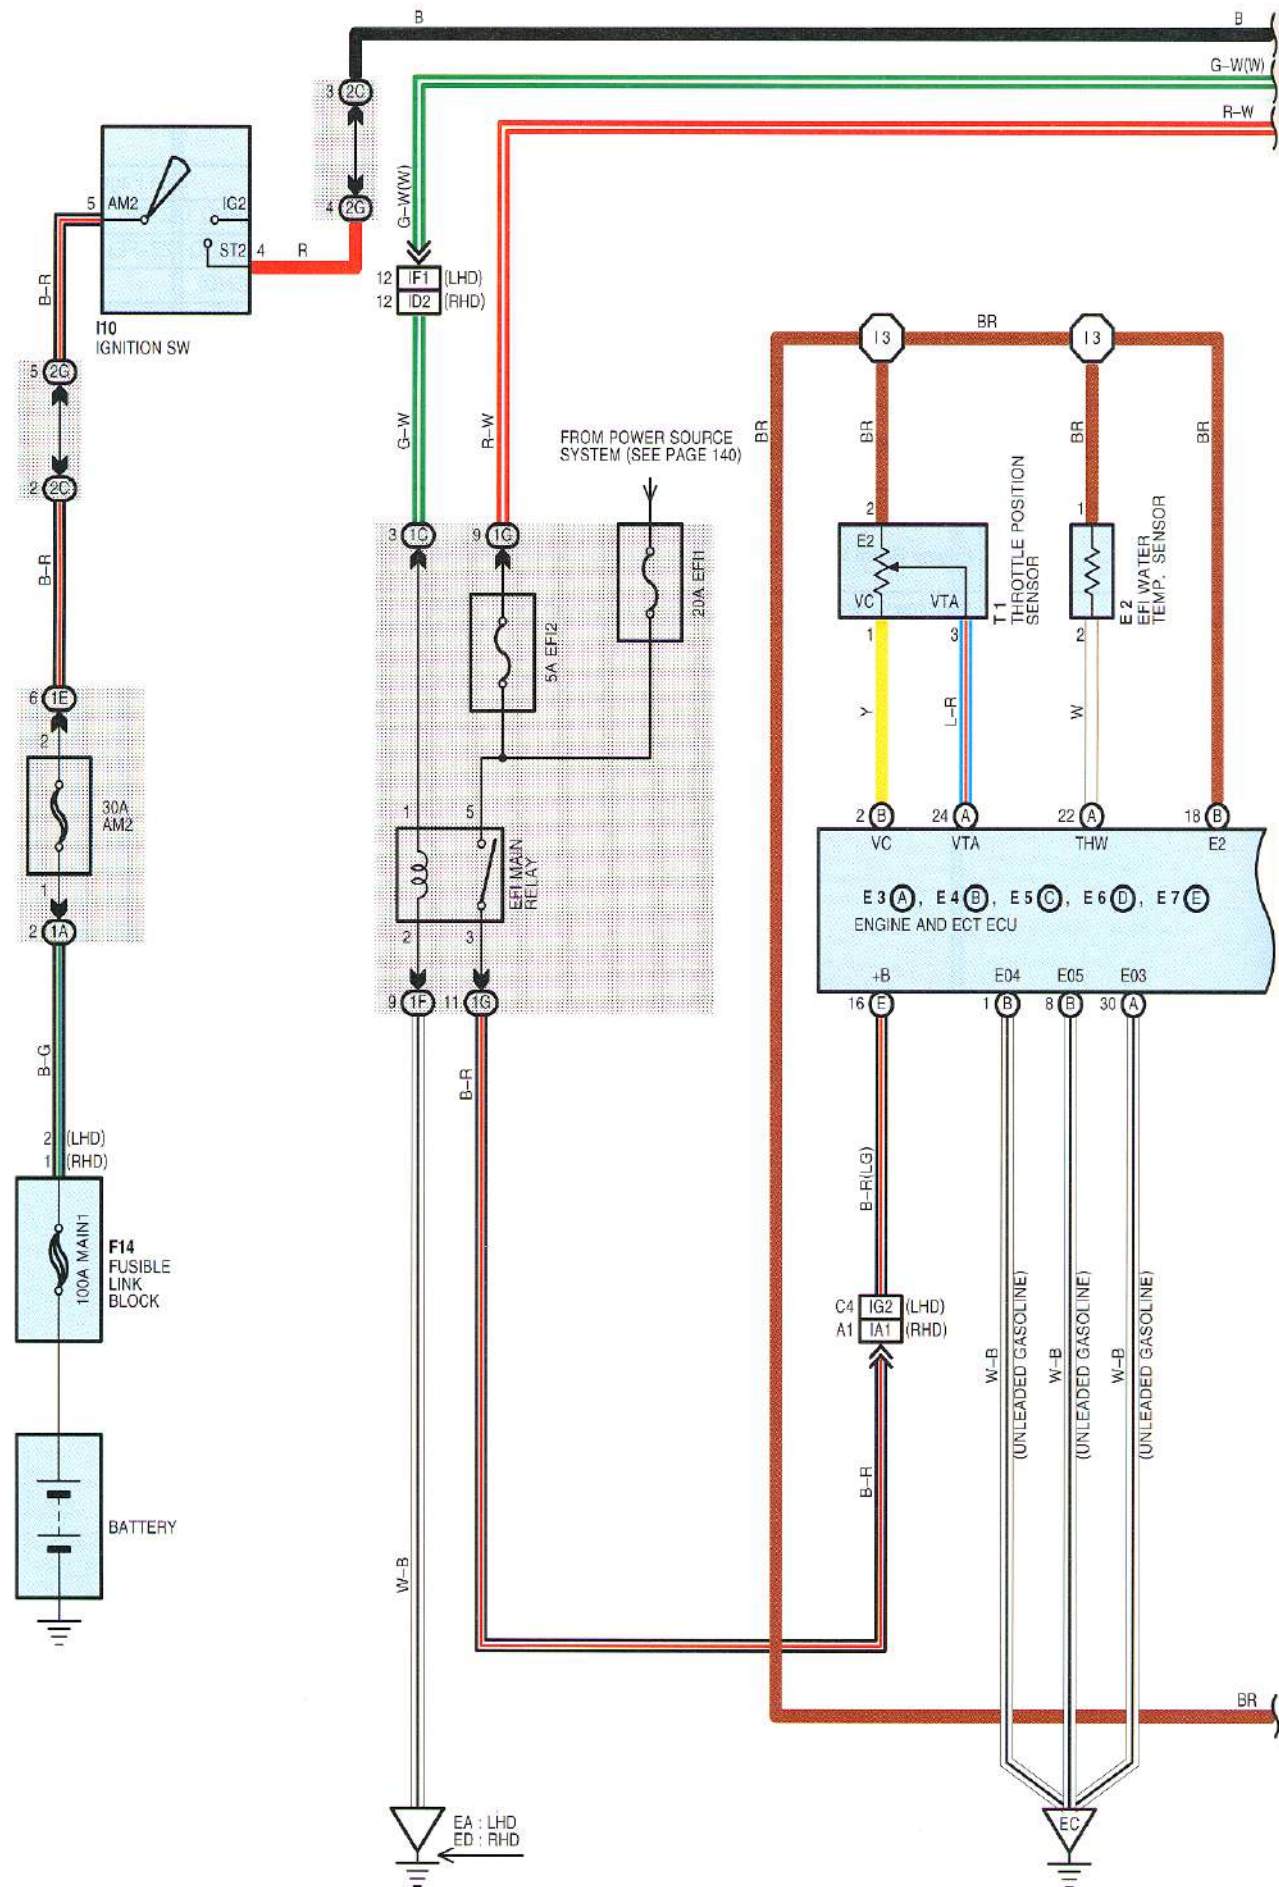 B
B
G-W(W)
R-W
3 2C
4 2G
5 AM2
IG2
ST2 4
R
I10
IGNITION SW
B-R
5 2G
2 2C
B-R
6 1E
2
30A
AM2
1
2 1A
B-G
2 (LHD)
1 (RHD)
100A MAIN1
F14
FUSIBLE
LINK
BLOCK
BATTERY
G-W(W)
12 IF1 (LHD)
12 ID2 (RHD)
G-W
R-W
FROM POWER SOURCE
SYSTEM (SEE PAGE 140)
3 1C
9 1G
20A EFI1
5A EFI2
1
5
EFI MAIN
RELAY
2
3
9 1F
11 1G
B-R
W-B
EA : LHD
ED : RHD
I3
BR
I3
BR
BR
BR
BR
2
E2
VC
VTA
T1
THROTTLE POSITION
SENSOR
1
3
1
E2
EFI WATER
TEMP. SENSOR
2
Y
L-R
W
2 B
24 A
22 A
18 B
VC
VTA
THW
E2
E3 A, E4 B, E5 C, E6 D, E7 E
ENGINE AND ECT ECU
+B
E04
E05
E03
16 E
1 B
8 B
30 A
B-R(LG)
C4 IG2 (LHD)
A1 IA1 (RHD)
B-R
W-B
(UNLEADED GASOLINE)
W-B
(UNLEADED GASOLINE)
W-B
(UNLEADED GASOLINE)
BR
EC